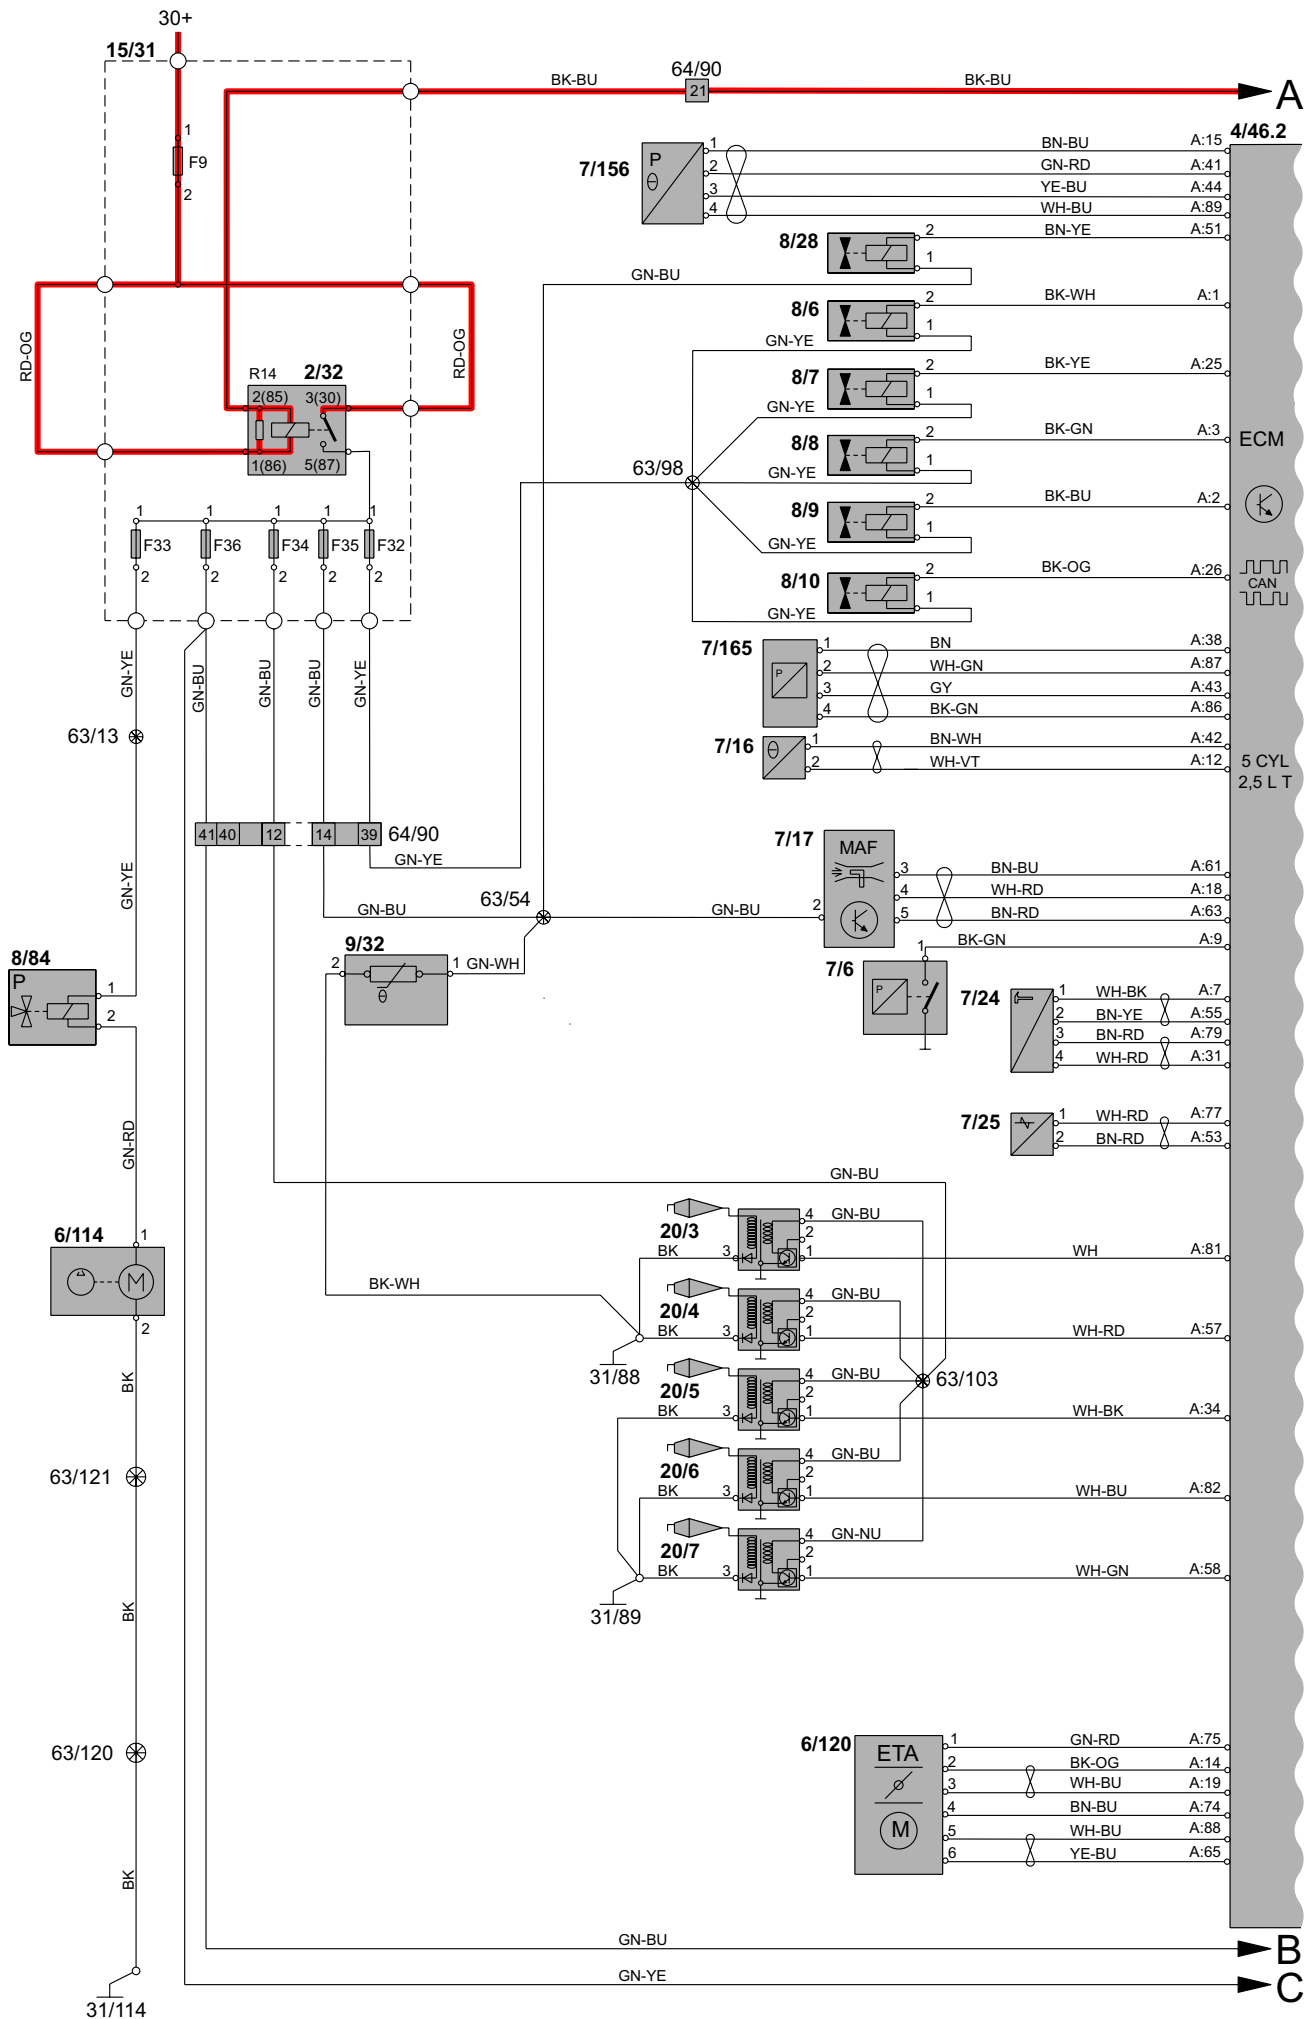 30+
15/31
BK-BU
64/90
21
BK-BU
A
1
F9
2
4/46.2
7/156
P
θ
1 BN-BU A:15
2 GN-RD A:41
3 YE-BU A:44
4 WH-BU A:89
8/28
2 BN-YE A:51
1
GN-BU
8/6
2 BK-WH A:1
1
GN-YE
RD-OG
RD-OG
R14
2/32
2(85)
3(30)
1(86)
5(87)
8/7
2 BK-YE A:25
1
GN-YE
8/8
2 BK-GN A:3
1
GN-YE
ECM
63/98
8/9
2 BK-BU A:2
1
GN-YE
8/10
2 BK-OG A:26
1
GN-YE
CAN
1 1 1 1 1
F33 F36 F34 F35 F32
2 2 2 2 2
GN-YE
GN-BU
GN-BU
GN-BU
GN-YE
7/165
P
1 BN A:38
2 WH-GN A:87
3 GY A:43
4 BK-GN A:86
63/13
7/16
θ
1 BN-WH A:42
2 WH-VT A:12
5 CYL
2,5 L T
41 40 12 14 39 64/90
GN-YE
GN-YE
7/17
MAF
3 BN-BU A:61
4 WH-RD A:18
5 BN-RD A:63
2
63/54
GN-BU
GN-BU
8/84
P
1
2
9/32
2
1
θ
GN-WH
7/6
P
1
BK-GN A:9
7/24
1 WH-BK A:7
2 BN-YE A:55
3 BN-RD A:79
4 WH-RD A:31
GN-RD
7/25
1 WH-RD A:77
2 BN-RD A:53
GN-BU
6/114
1
M
2
BK-WH
20/3
4 GN-BU
2
BK 3
1 WH A:81
20/4
4 GN-BU
2
BK 3
1 WH-RD A:57
31/88
20/5
4 GN-BU
2
BK 3
1 WH-BK A:34
63/103
BK
63/121
20/6
4 GN-BU
2
BK 3
1 WH-BU A:82
20/7
4 GN-NU
2
BK 3
1 WH-GN A:58
31/89
BK
63/120
6/120
ETA
M
1 GN-RD A:75
2 BK-OG A:14
3 WH-BU A:19
4 BN-BU A:74
5 WH-BU A:88
6 YE-BU A:65
BK
GN-BU
B
GN-YE
C
31/114